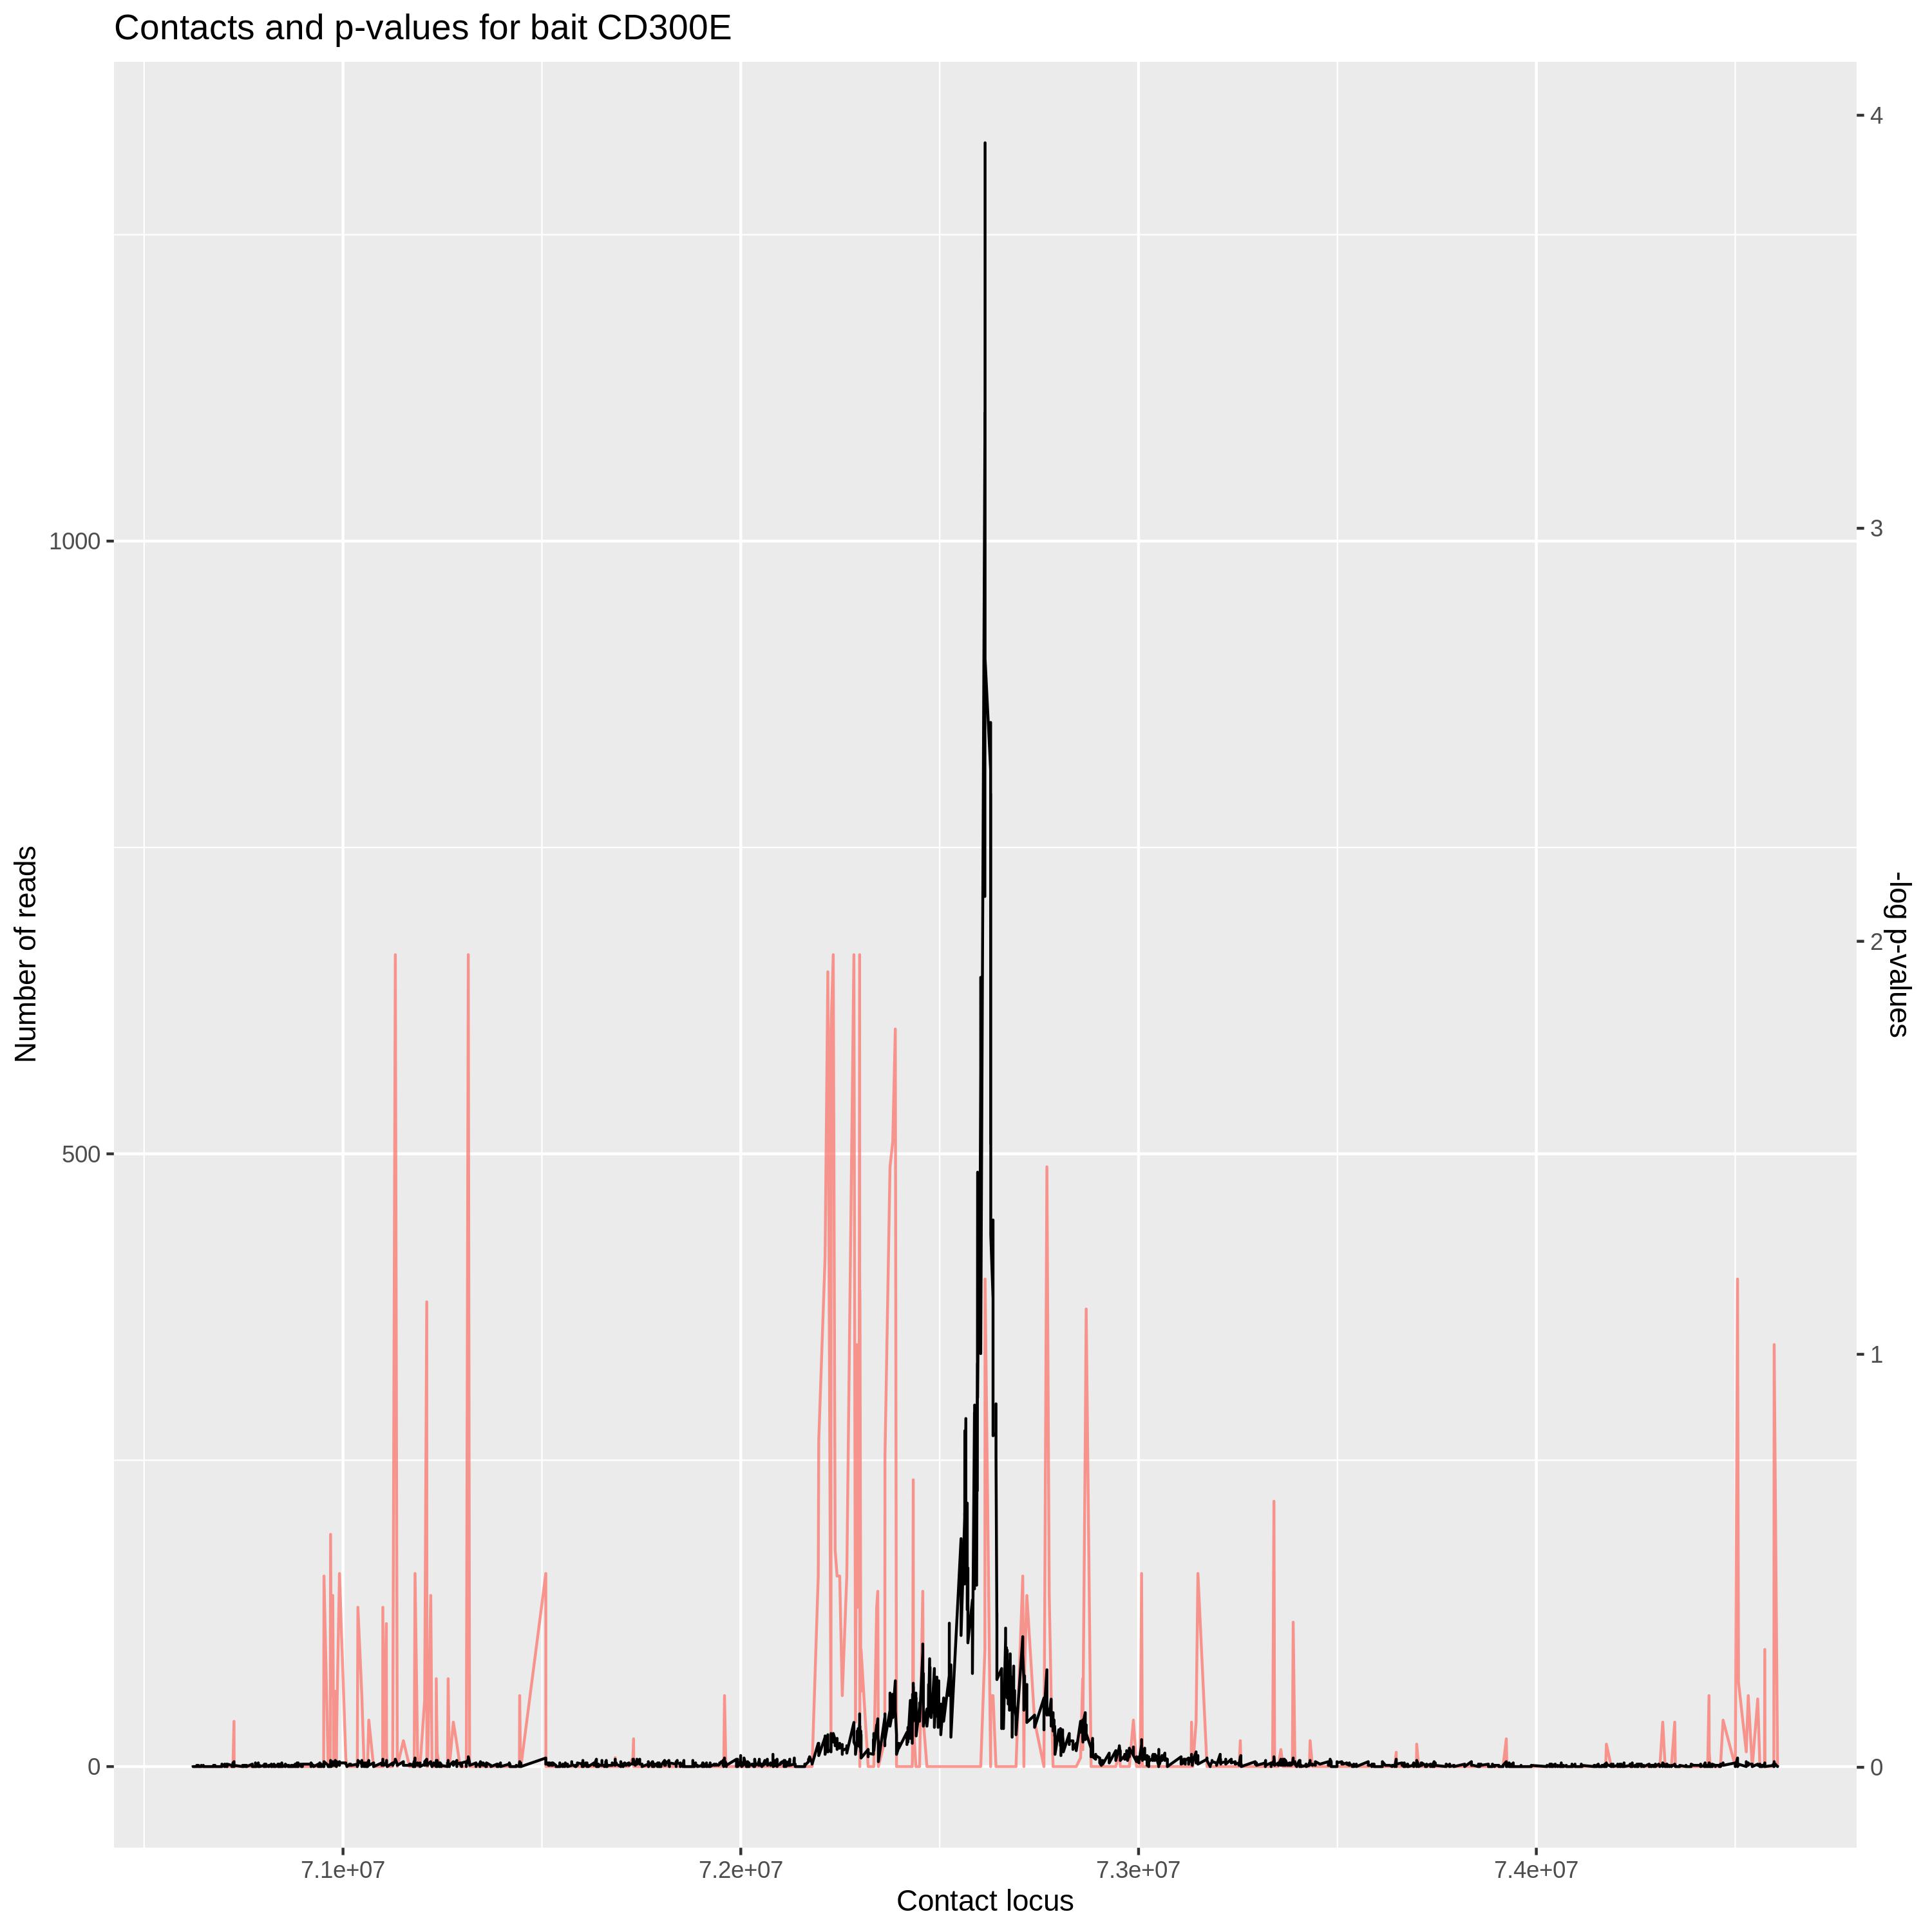 Contacts and p-values for bait CD300E
4
3
2
1
0
1000
500
0
Number of reads
-log p-values
7.1e+07
7.2e+07
7.3e+07
7.4e+07
Contact locus